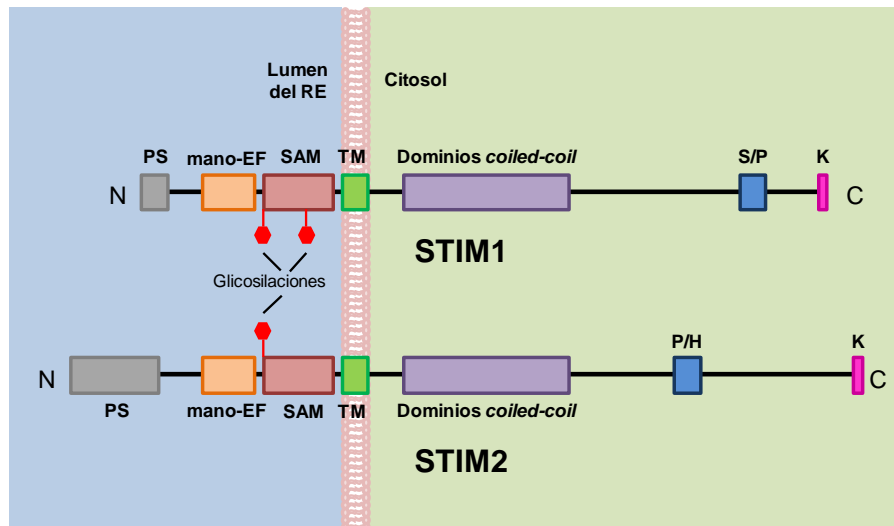 Lumen
del RE
Citosol
PS
mano-EF
SAM
TM
Dominios coiled-coil
S/P
K
N
C
STIM1
Glicosilaciones
P/H
K
N
C
PS
mano-EF
SAM
TM
Dominios coiled-coil
STIM2